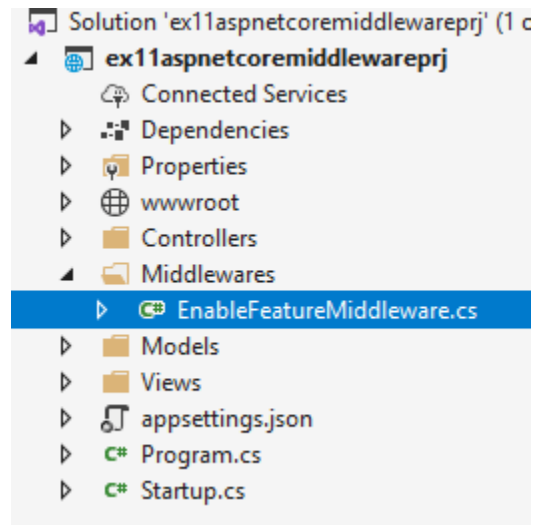 Solution 'ex11aspnetcoremiddlewareprj' (1 c
ex11aspnetcoremiddlewareprj
Connected Services
Dependencies
Properties
wwwroot
Controllers
Middlewares
C# EnableFeatureMiddleware.cs
Models
Views
appsettings.json
C# Program.cs
C# Startup.cs